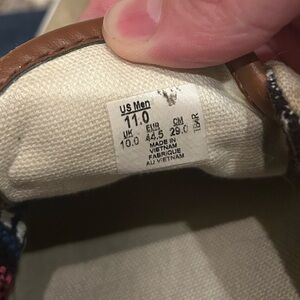 US Men
11.0
UK EUR CM
10.0 44.5 29.0
MADE IN
VIETNAM
FABRIQUE
AU VIETNAM